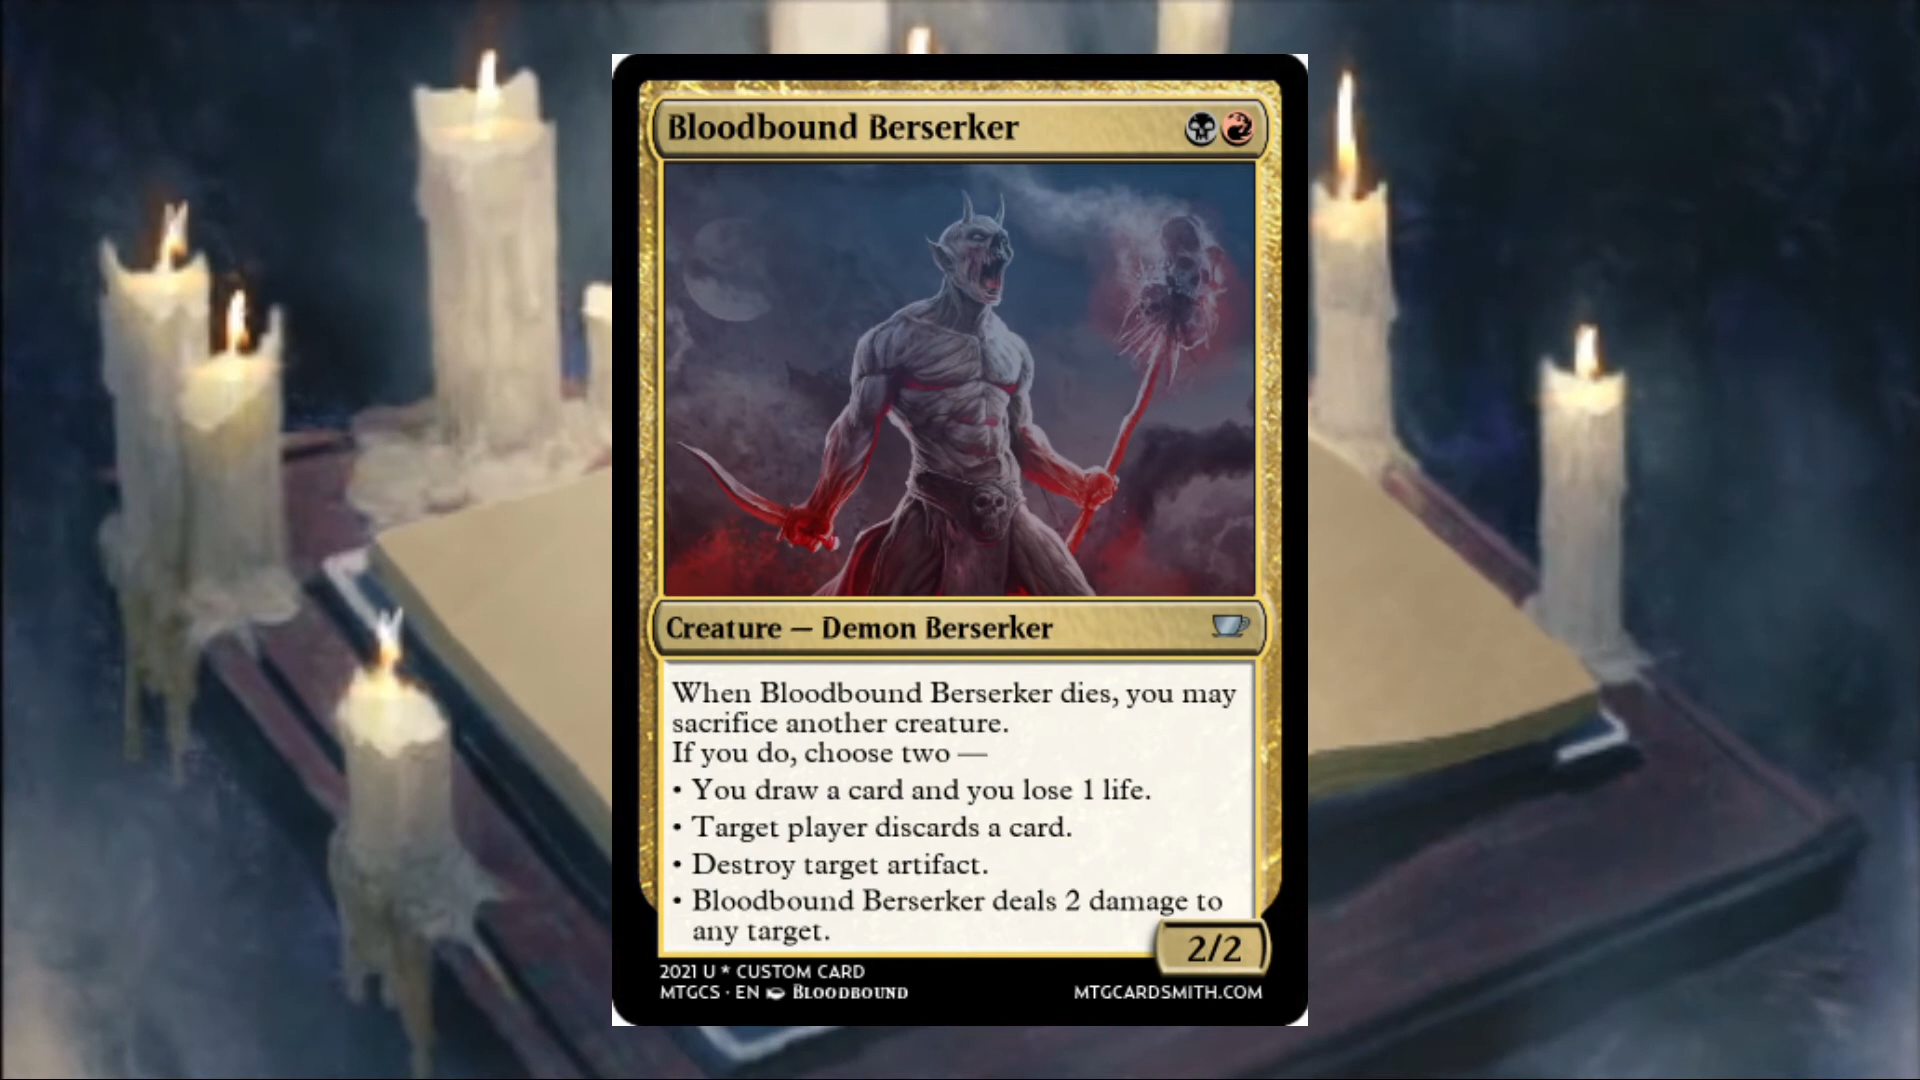 Bloodbound Berserker
Creature — Demon Berserker
When Bloodbound Berserker dies, you may
sacrifice another creature.
If you do, choose two —
• You draw a card and you lose 1 life.
• Target player discards a card.
• Destroy target artifact.
• Bloodbound Berserker deals 2 damage to
any target.
2/2
2021 U * CUSTOM CARD
MTGCS · EN BLOODBOUND
MTGCARDSMITH.COM